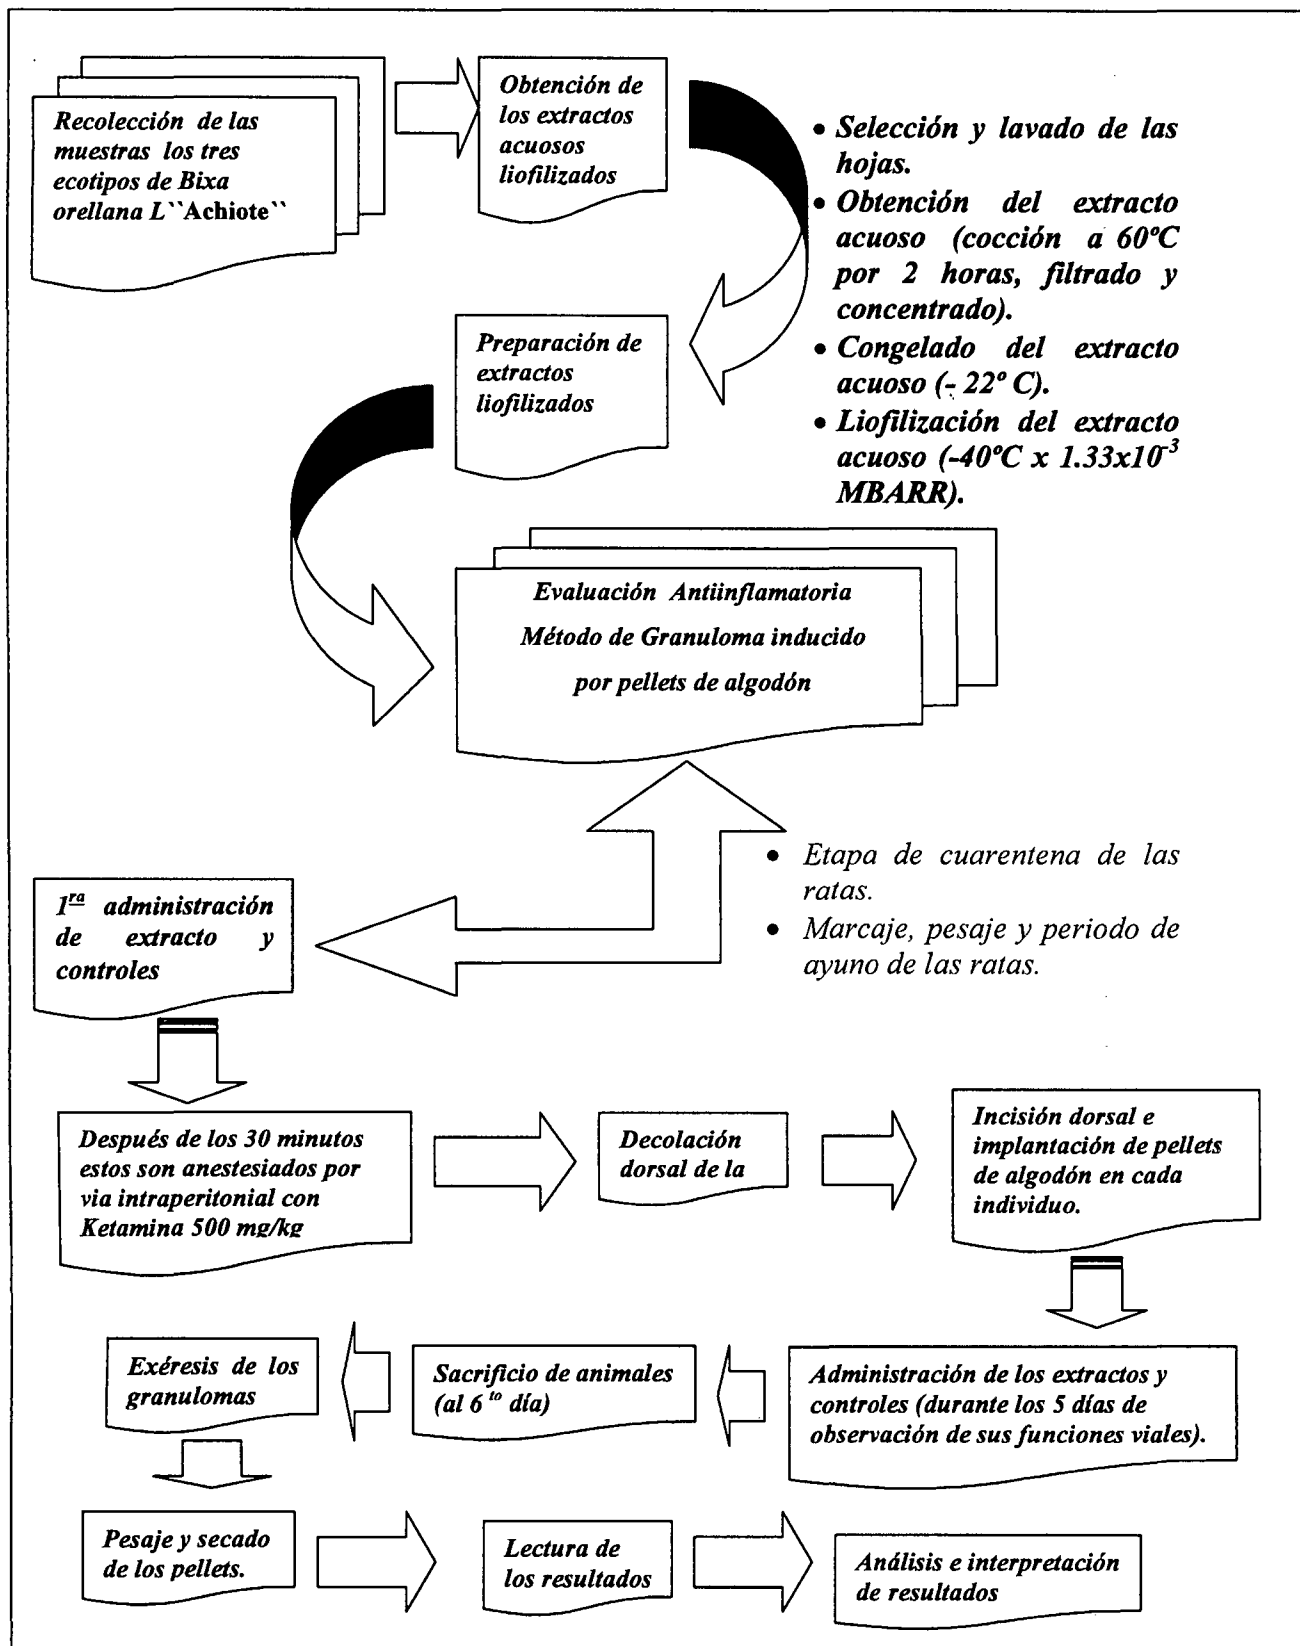 Recolección de las
muestras los tres
ecotipos de Bixa
orellana L``Achiote``
Obtención de
los extractos
acuosos
liofilizados
• Selección y lavado de las
hojas.
• Obtención del extracto
acuoso (cocción a 60ºC
por 2 horas, filtrado y
concentrado).
• Congelado del extracto
acuoso (- 22º C).
• Liofilización del extracto
acuoso (-40ºC x 1.33x10⁻³
MBARR).
Preparación de
extractos
liofilizados
Evaluación Antiinflamatoria
Método de Granuloma inducido
por pellets de algodón
• Etapa de cuarentena de las
ratas.
• Marcaje, pesaje y periodo de
ayuno de las ratas.
1ra administración
de extracto y
controles
Después de los 30 minutos
estos son anestesiados por
via intraperitonial con
Ketamina 500 mg/kg
Decolación
dorsal de la
Incisión dorsal e
implantación de pellets
de algodón en cada
individuo.
Administración de los extractos y
controles (durante los 5 días de
observación de sus funciones viales).
Sacrificio de animales
(al 6 to día)
Exéresis de los
granulomas
Pesaje y secado
de los pellets.
Lectura de
los resultados
Análisis e interpretación
de resultados